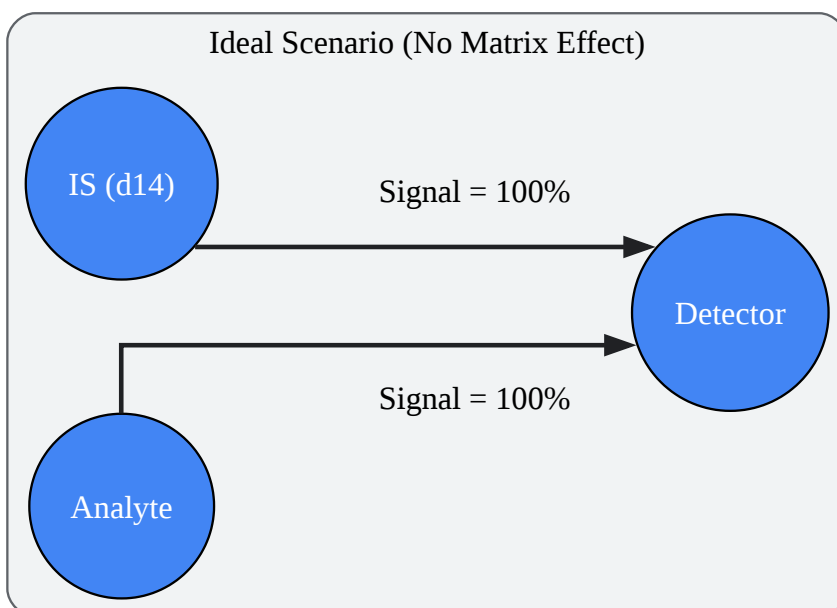 Ideal Scenario (No Matrix Effect)
IS (d14)
Signal = 100%
Detector
Signal = 100%
Analyte